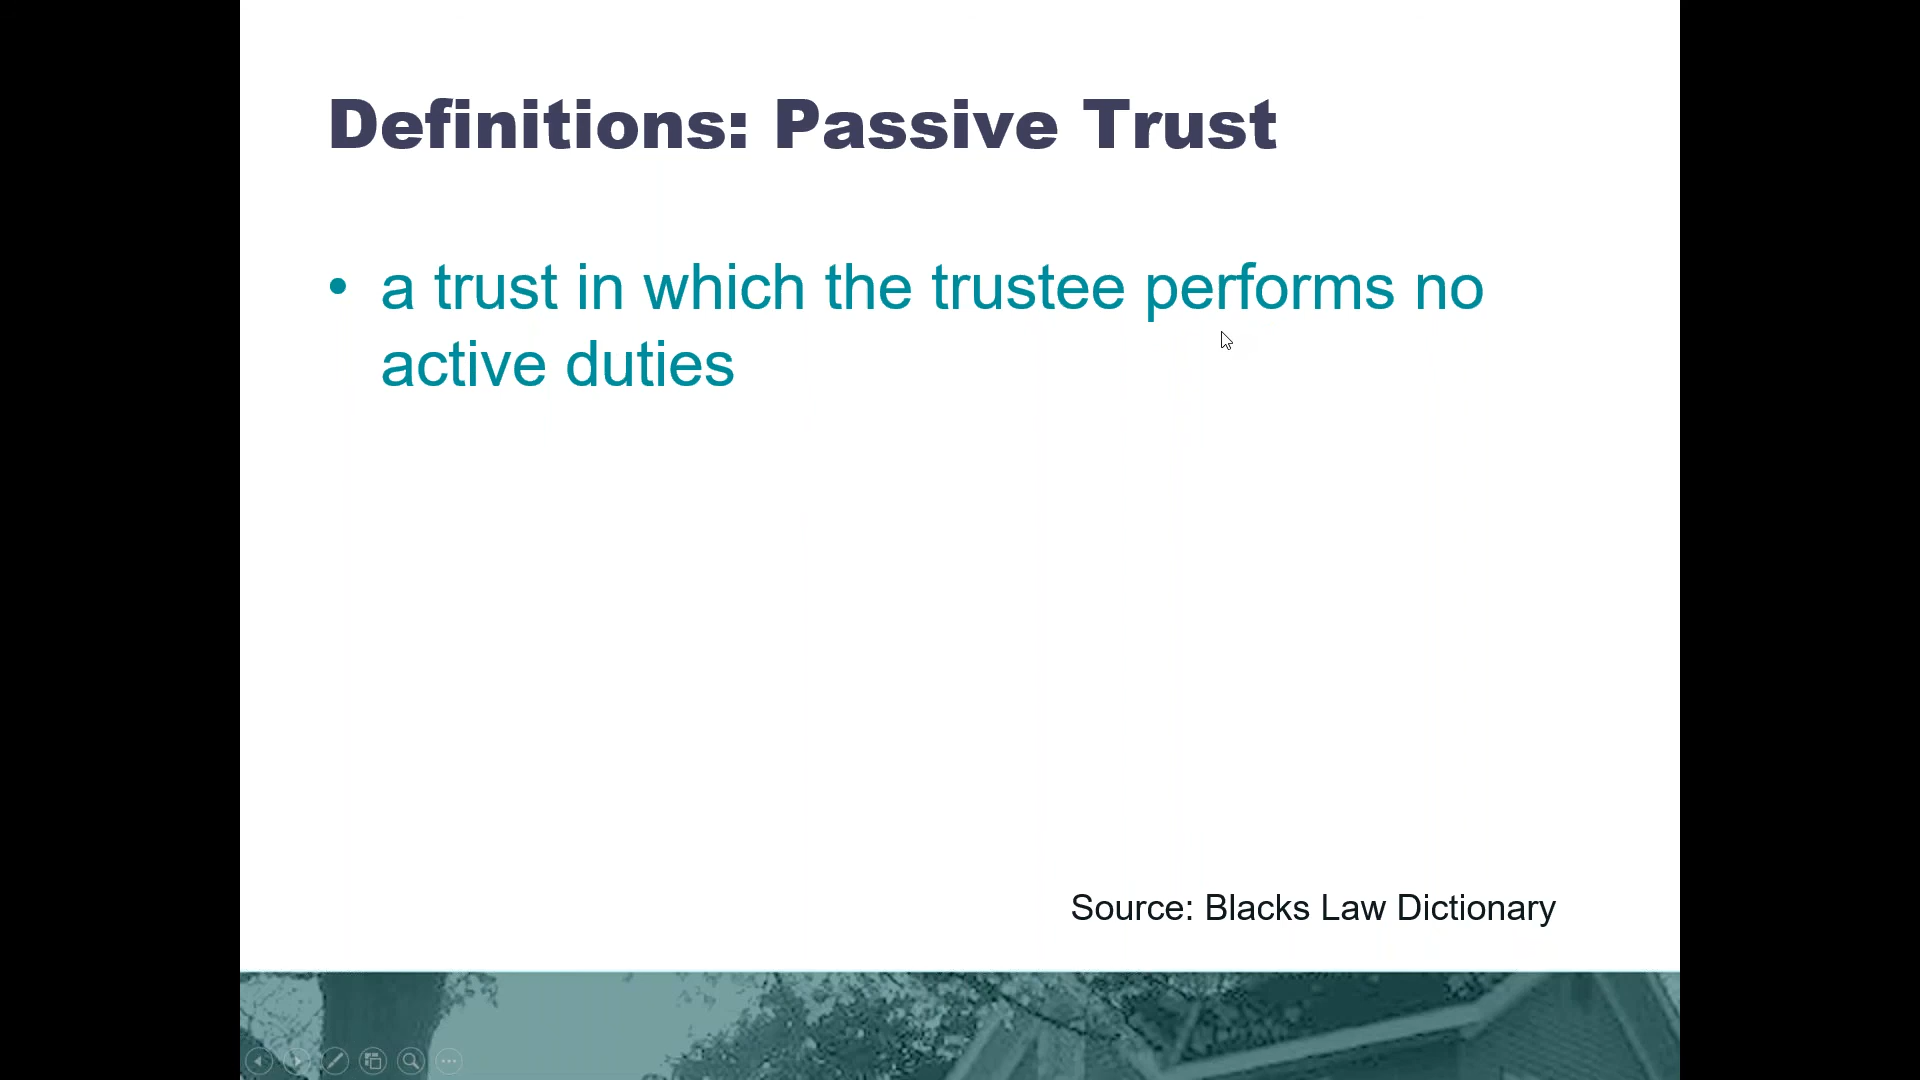 Definitions: Passive Trust
• a trust in which the trustee performs no
active duties
Source: Blacks Law Dictionary